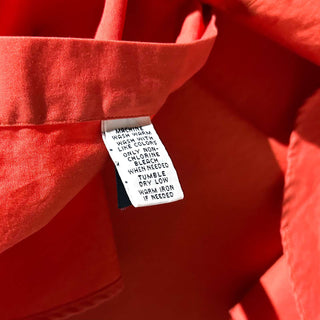 MACHINE
WASH WARM
WASH WITH
LIKE COLORS
ONLY NON-
CHLORINE
BLEACH
WHEN NEEDED
TUMBLE
DRY LOW
WARM IRON
IF NEEDED